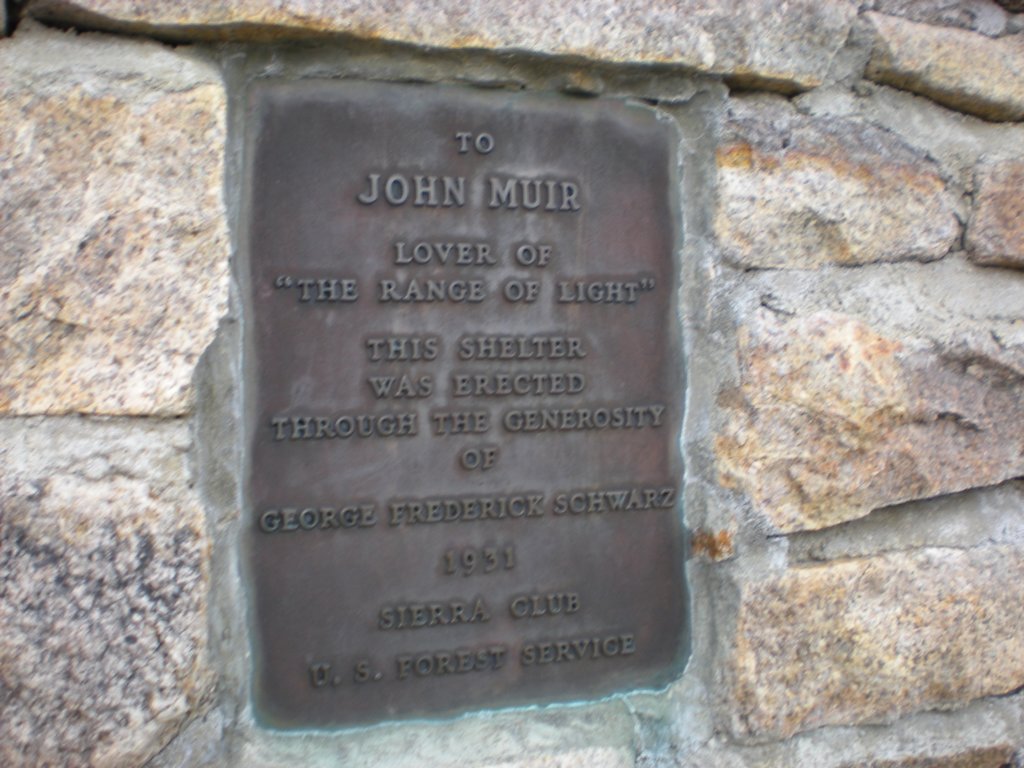 TO
JOHN MUIR
LOVER OF
"THE RANGE OF LIGHT"
THIS SHELTER
WAS ERECTED
THROUGH THE GENEROSITY
OF
GEORGE FREDERICK SCHWARZ
1931
SIERRA CLUB
U. S. FOREST SERVICE